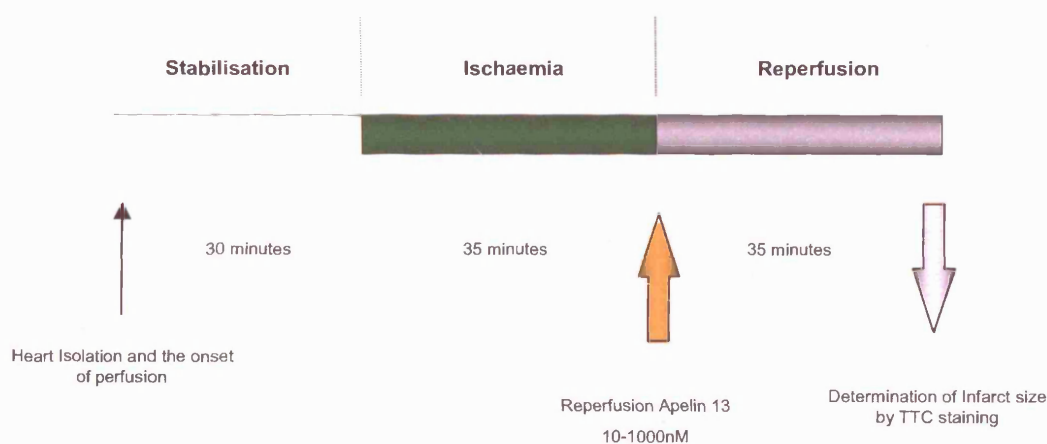 Stabilisation
Ischaemia
Reperfusion
30 minutes
35 minutes
35 minutes
Heart Isolation and the onset
of perfusion
Reperfusion Apelin 13
10-1000nM
Determination of Infarct size
by TTC staining